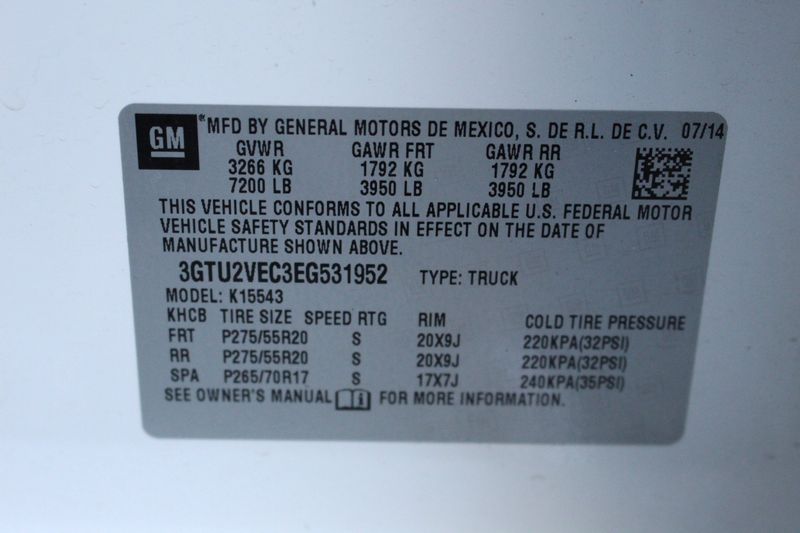 GM ® MFD BY GENERAL MOTORS DE MEXICO, S. DE R.L. DE C.V. 07/14
GVWR GAWR FRT GAWR RR
3266 KG 1792 KG 1792 KG
7200 LB 3950 LB 3950 LB
THIS VEHICLE CONFORMS TO ALL APPLICABLE U.S. FEDERAL MOTOR
VEHICLE SAFETY STANDARDS IN EFFECT ON THE DATE OF
MANUFACTURE SHOWN ABOVE.
3GTU2VEC3EG531952 TYPE: TRUCK
MODEL: K15543
KHCB TIRE SIZE SPEED RTG RIM COLD TIRE PRESSURE
FRT P275/55R20 S 20X9J 220KPA(32PSI)
RR P275/55R20 S 20X9J 220KPA(32PSI)
SPA P265/70R17 S 17X7J 240KPA(35PSI)
SEE OWNER'S MANUAL FOR MORE INFORMATION.